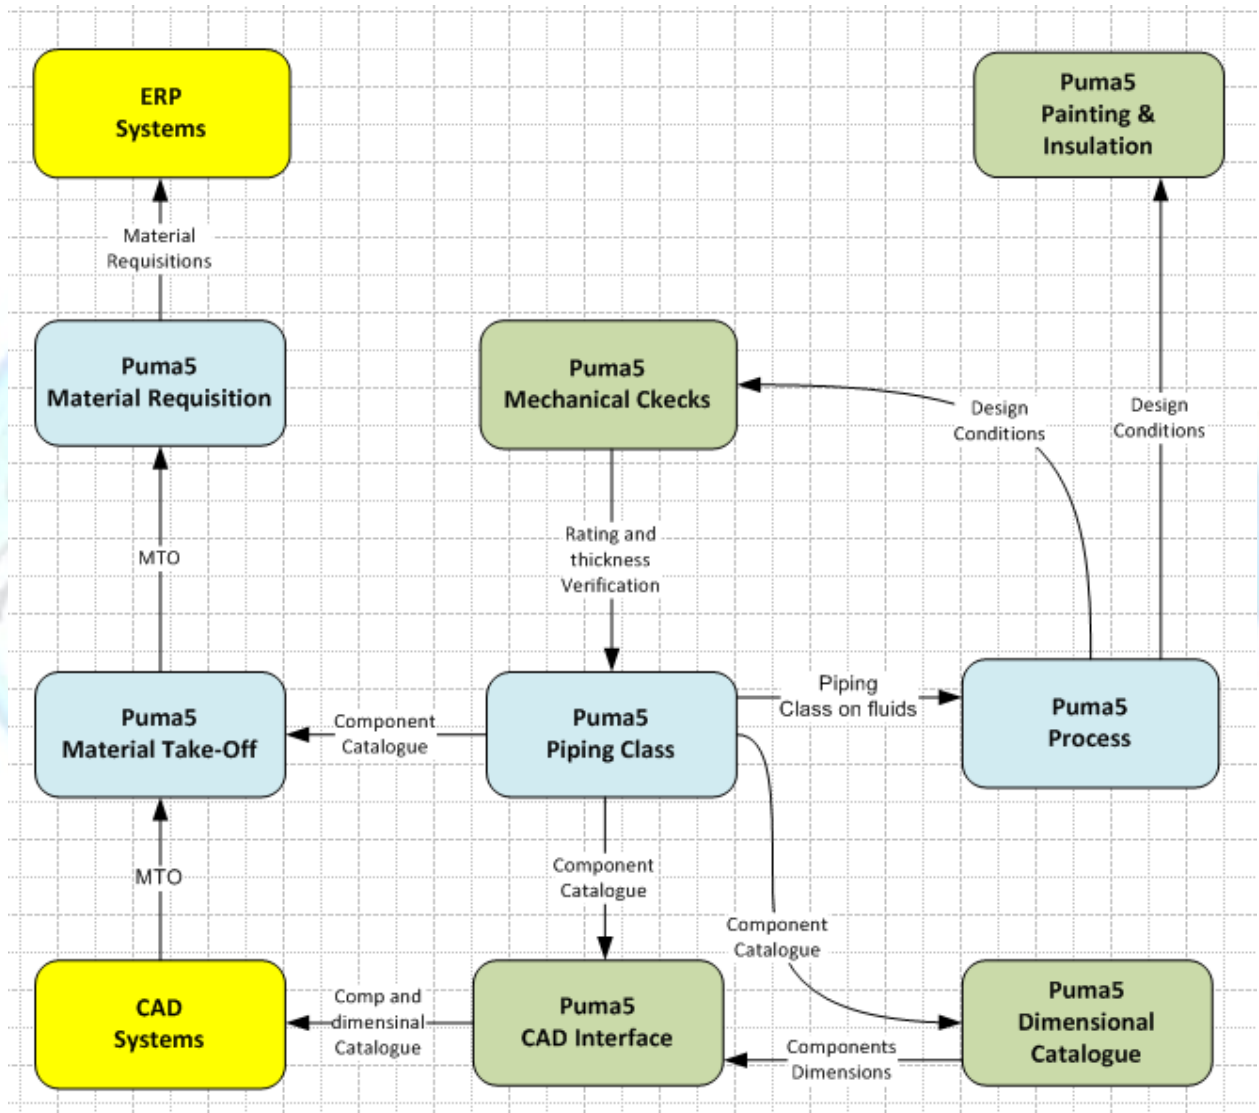 ERP
Systems
Puma5
Painting &
Insulation
Material
Requisitions
Puma5
Material Requisition
Puma5
Mechanical Ckecks
Design
Conditions
Design
Conditions
MTO
Rating and
thickness
Verification
Puma5
Material Take-Off
Component
Catalogue
Puma5
Piping Class
Piping
Class on fluids
Puma5
Process
MTO
Component
Catalogue
Component
Catalogue
CAD
Systems
Comp and
dimensinal
Catalogue
Puma5
CAD Interface
Components
Dimensions
Puma5
Dimensional
Catalogue